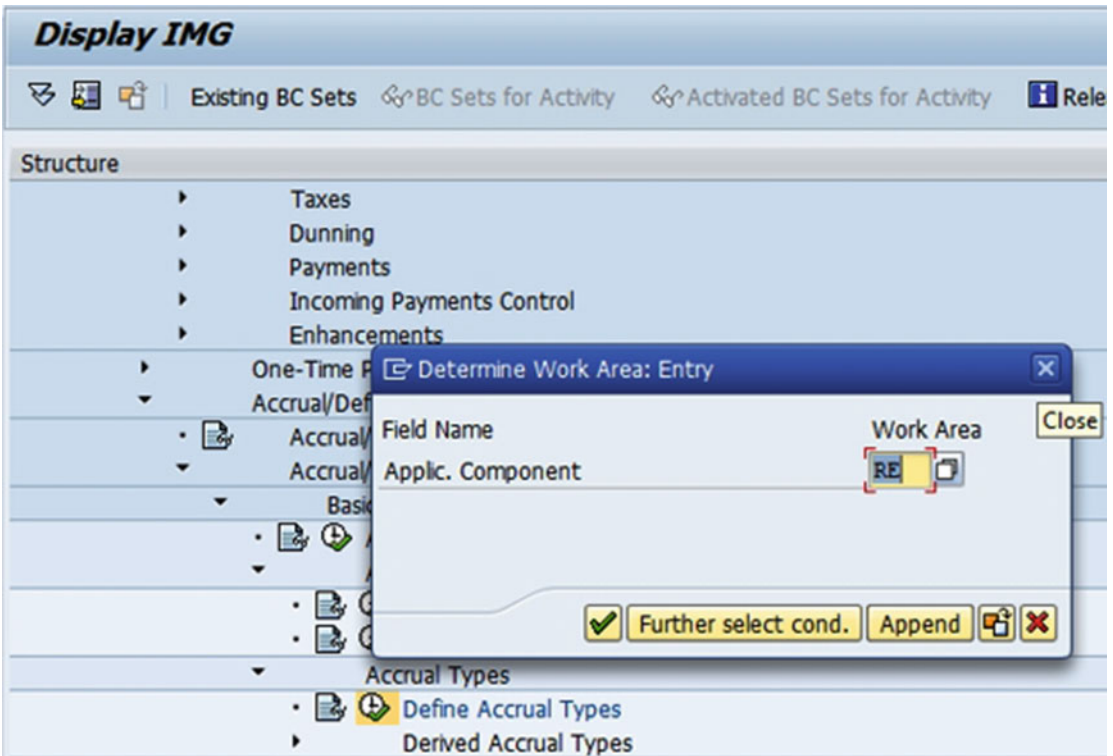 Display IMG
Existing BC Sets BC Sets for Activity Activated BC Sets for Activity Rele
Structure
Taxes
Dunning
Payments
Incoming Payments Control
Enhancements
One-Time P
Determine Work Area: Entry
Accrual/Def
Close
Field Name Work Area
Accrual/
Applic. Component RE
Accrual/
Basic
Further select cond. Append
Accrual Types
Define Accrual Types
Derived Accrual Types